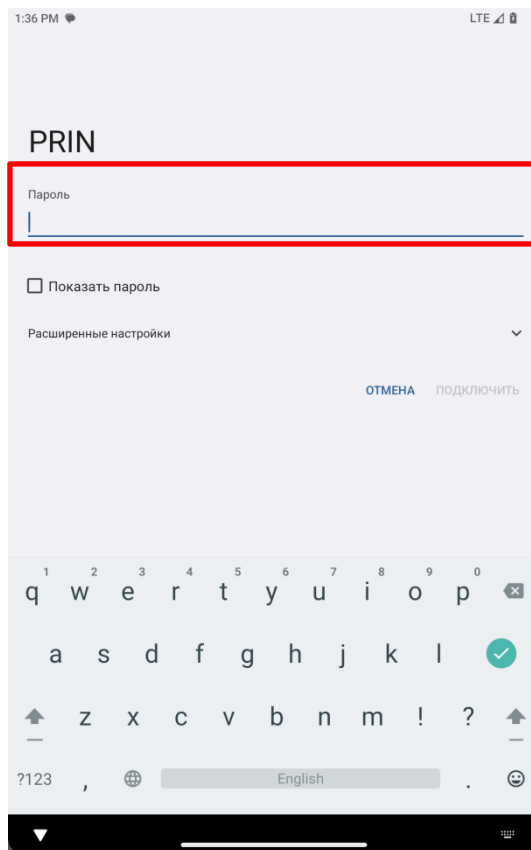 1:36 PM LTE
PRIN
Пароль
Показать пароль
Расширенные настройки
ОТМЕНА ПОДКЛЮЧИТЬ
1 2 3 4 5 6 7 8 9 0
q w e r t y u i o p
a s d f g h j k l
z x c v b n m ! ?
?123 , English .